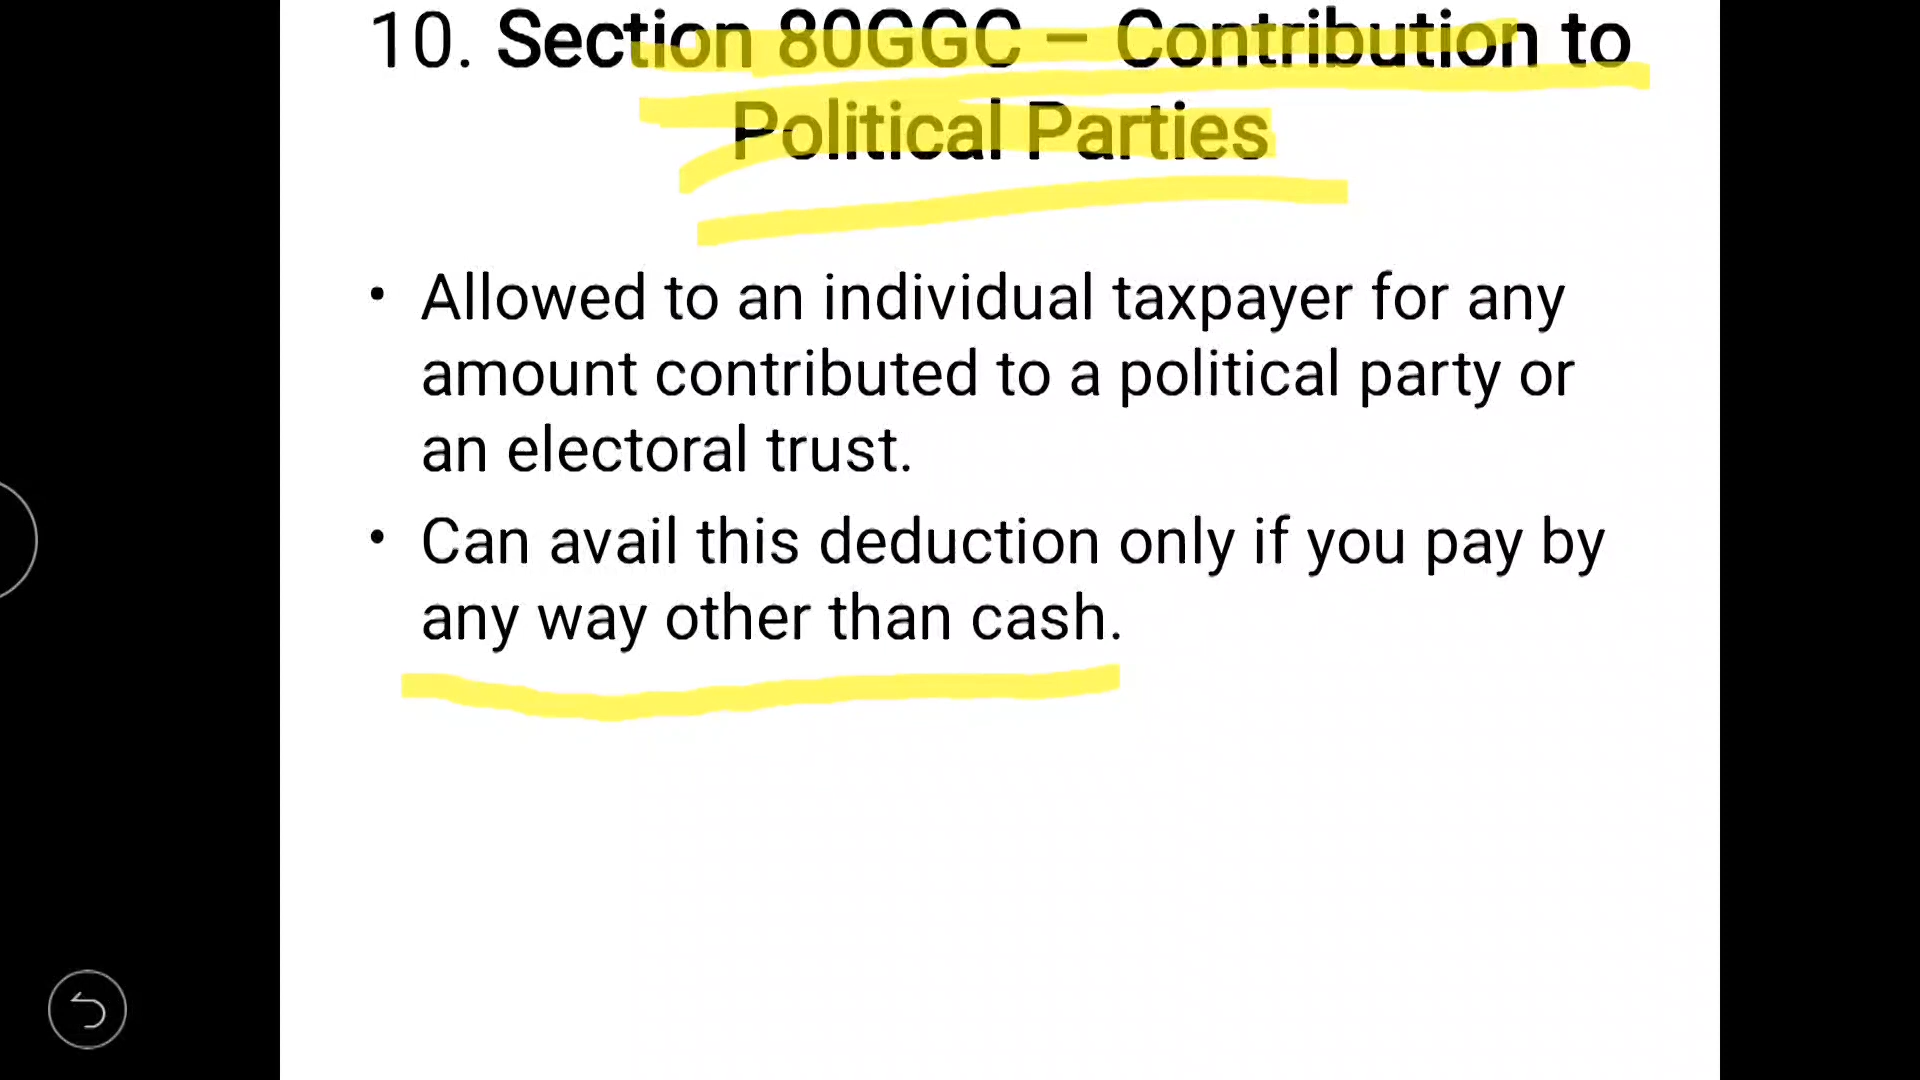 10. Section 80GGC – Contribution to
Political Parties
• Allowed to an individual taxpayer for any
amount contributed to a political party or
an electoral trust.
• Can avail this deduction only if you pay by
any way other than cash.